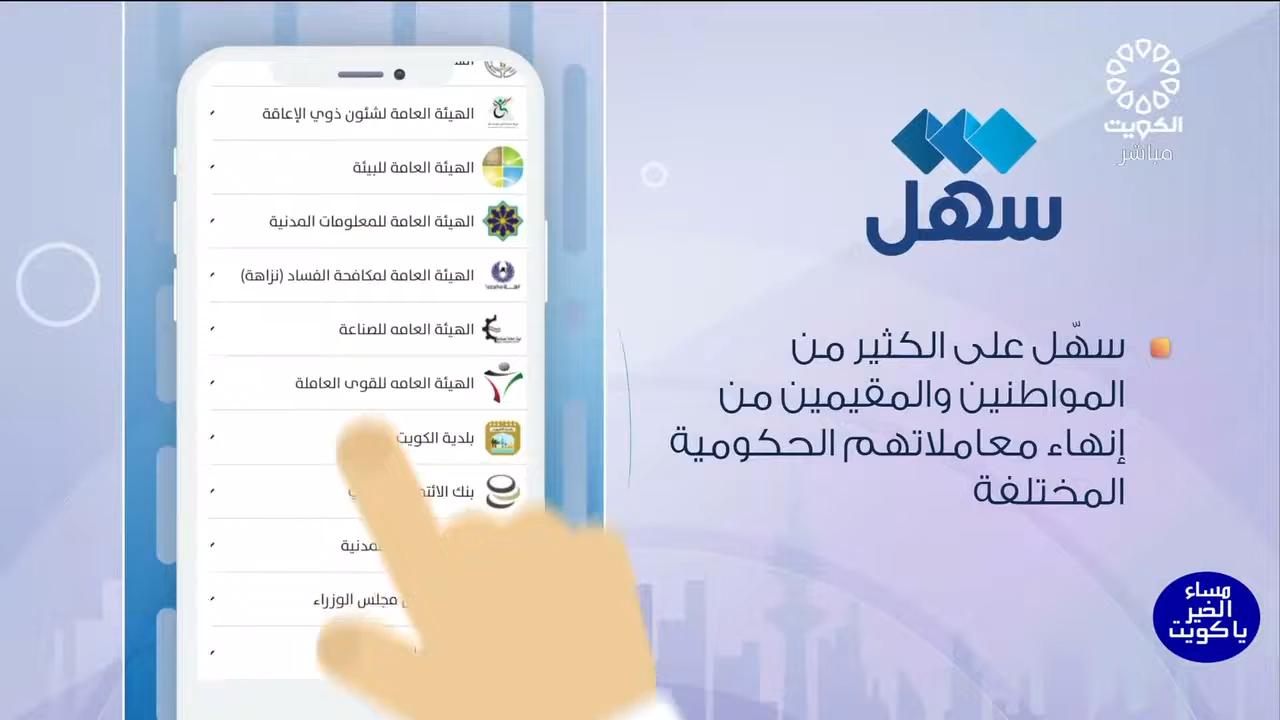 الكويت
مباشر
سهل
سهّل على الكثير من
المواطنين والمقيمين من
إنهاء معاملاتهم الحكومية
المختلفة
مساء
الخير
ياكويت
الهيئة العامة لشئون ذوي الإعاقة
الهيئة العامة للبيئة
الهيئة العامة للمعلومات المدنية
الهيئة العامة لمكافحة الفساد (نزاهة)
الهيئة العامه للصناعة
الهيئة العامه للقوى العاملة
بلدية الكويت
بنك
مجلس الوزراء